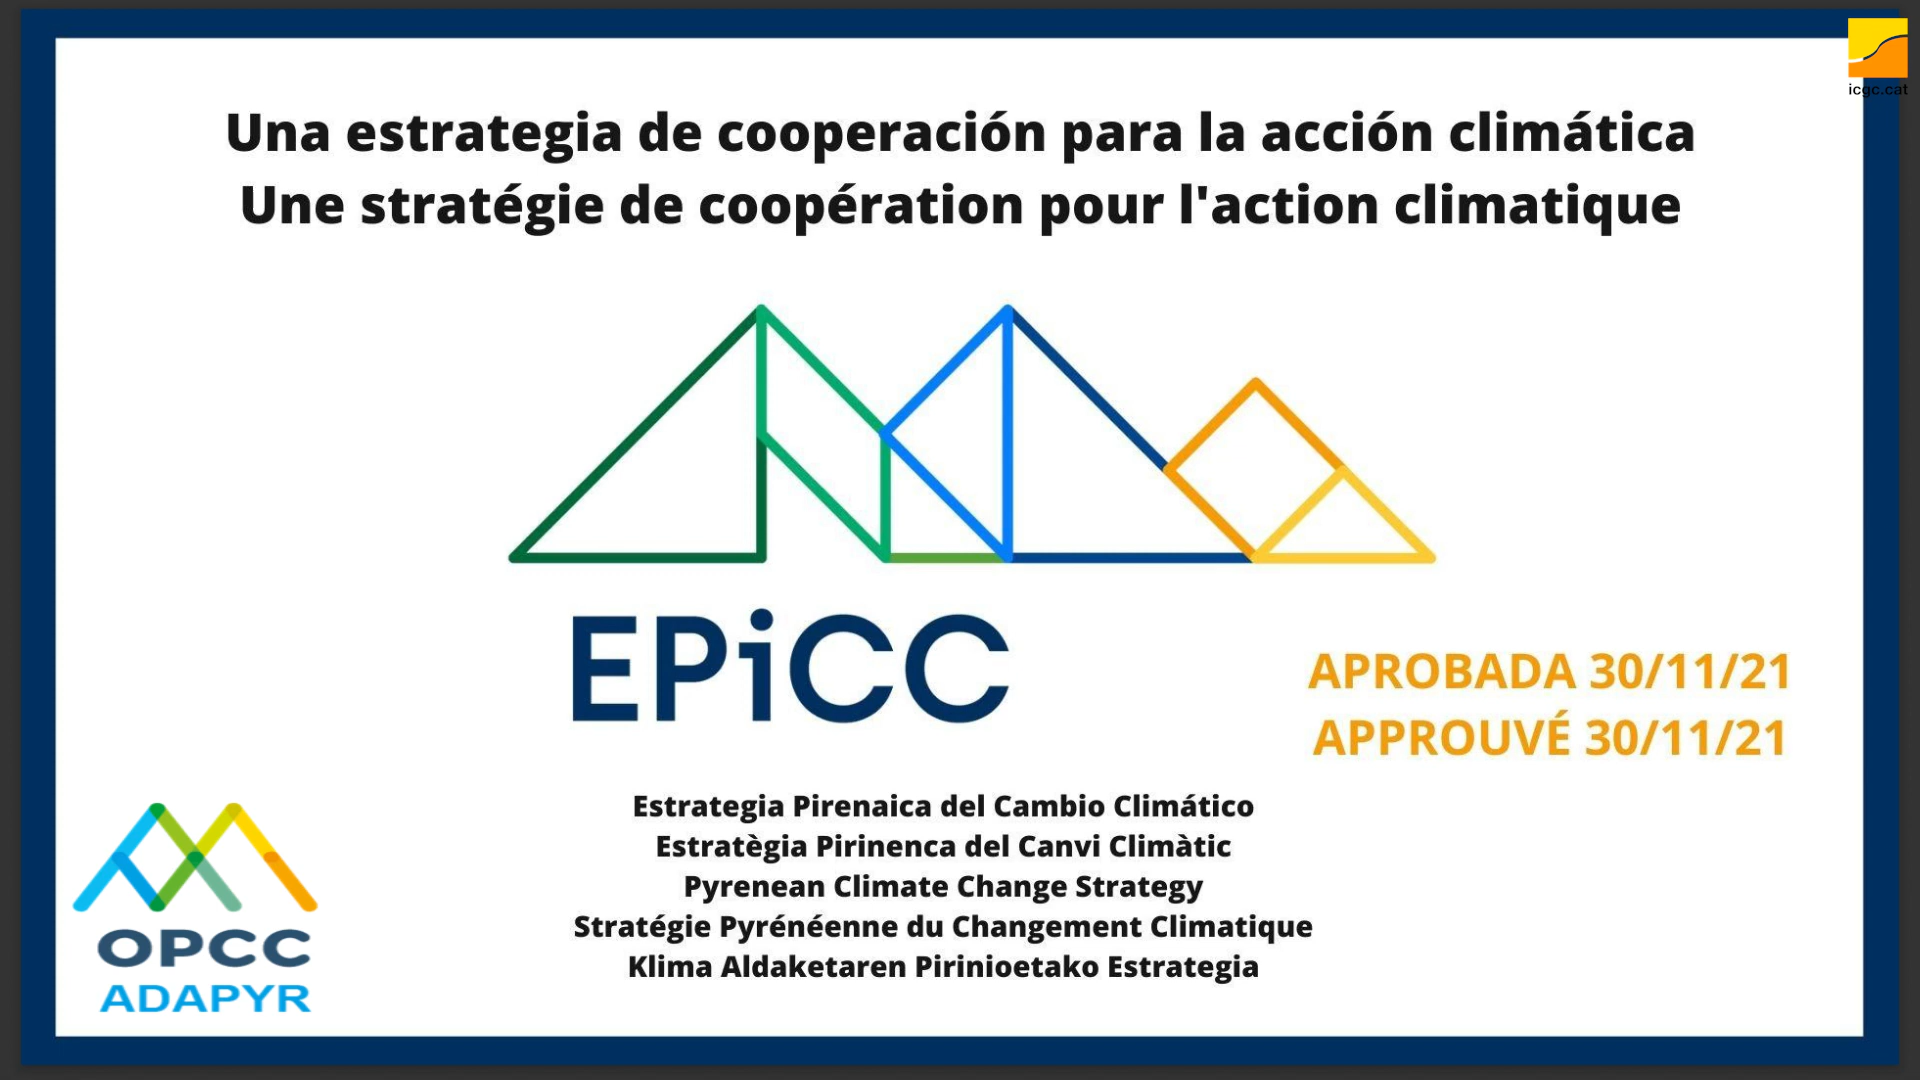 icgc.cat
Una estrategia de cooperación para la acción climática
Une stratégie de coopération pour l'action climatique
EPiCC
APROBADA 30/11/21
APPROUVÉ 30/11/21
Estrategia Pirenaica del Cambio Climático
Estratègia Pirinenca del Canvi Climàtic
Pyrenean Climate Change Strategy
Stratégie Pyrénéenne du Changement Climatique
Klima Aldaketaren Pirinioetako Estrategia
OPCC
ADAPYR